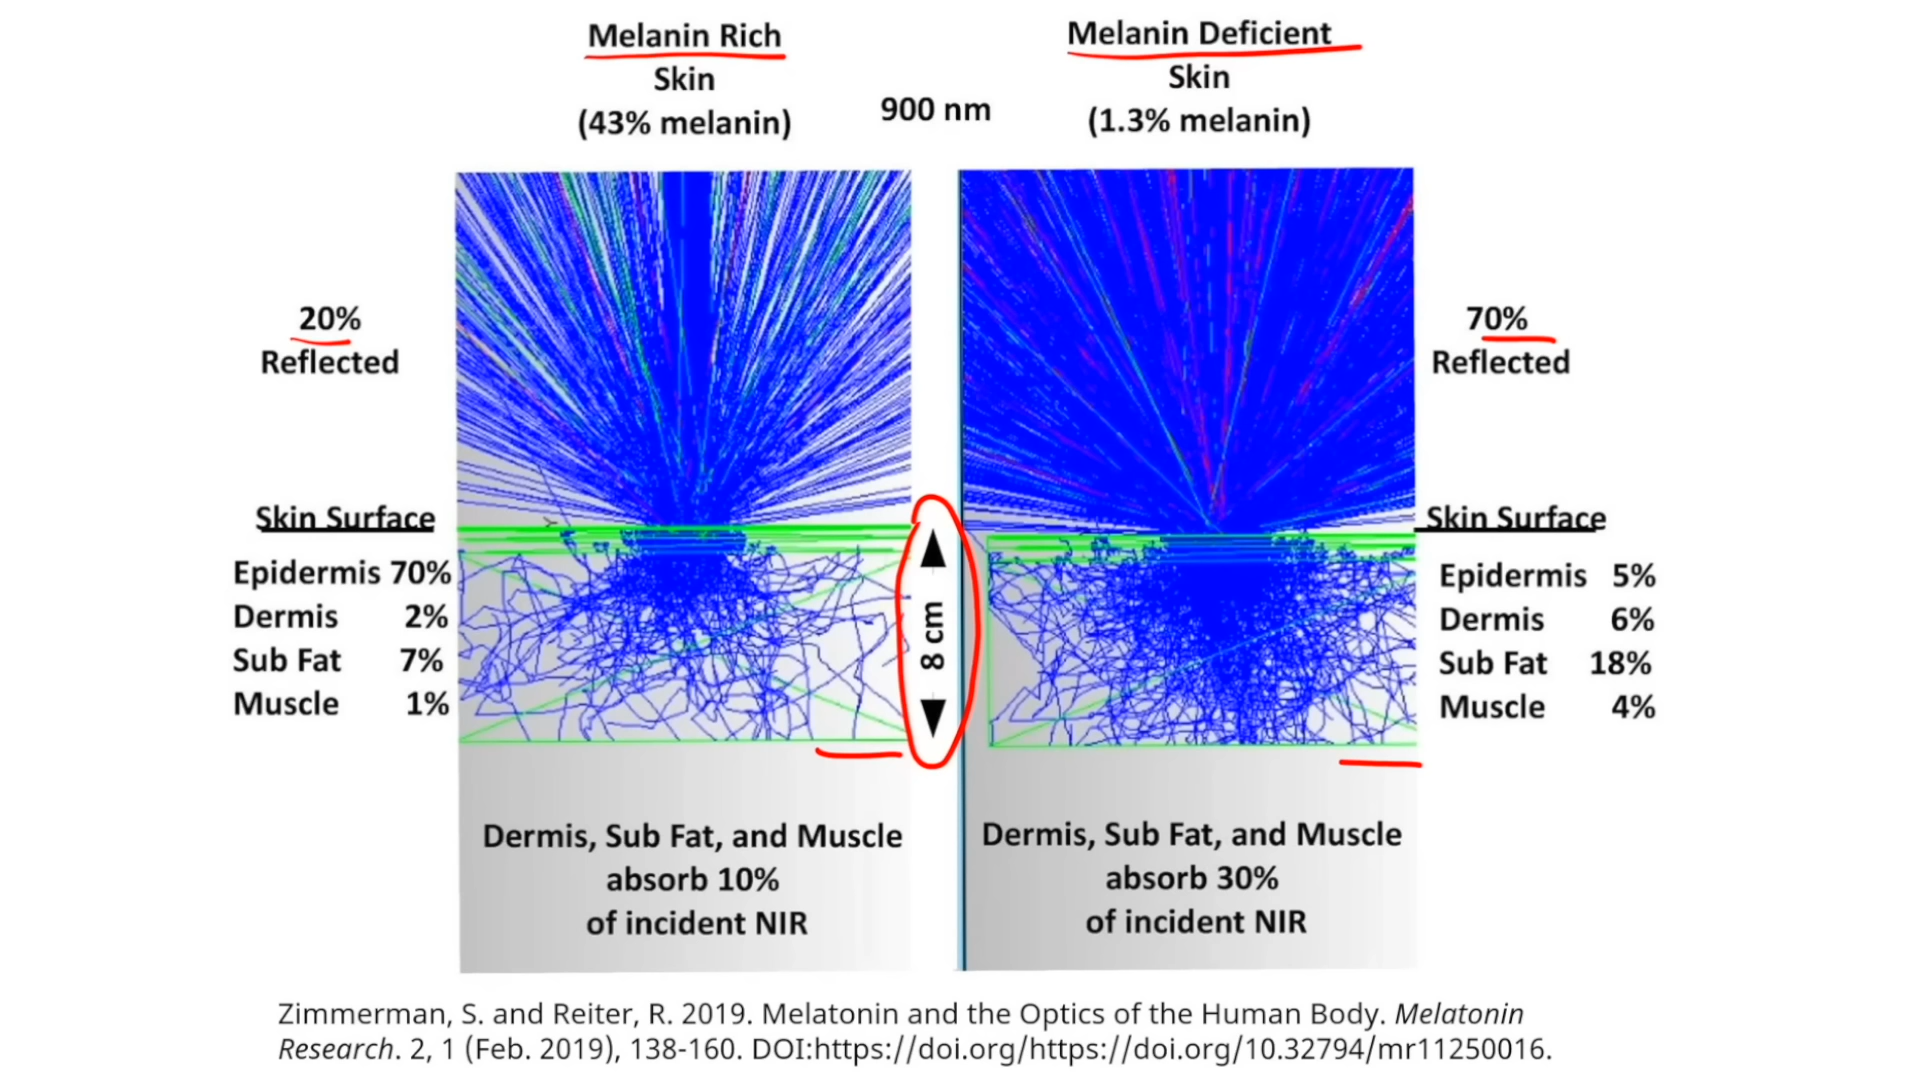 Melanin Rich
Skin
(43% melanin)
900 nm
Melanin Deficient
Skin
(1.3% melanin)
20%
Reflected
70%
Reflected
Skin Surface
Epidermis 70%
Dermis 2%
Sub Fat 7%
Muscle 1%
8 cm
Skin Surface
Epidermis 5%
Dermis 6%
Sub Fat 18%
Muscle 4%
Dermis, Sub Fat, and Muscle
absorb 10%
of incident NIR
Dermis, Sub Fat, and Muscle
absorb 30%
of incident NIR
Zimmerman, S. and Reiter, R. 2019. Melatonin and the Optics of the Human Body. Melatonin
Research. 2, 1 (Feb. 2019), 138-160. DOI:https://doi.org/https://doi.org/10.32794/mr11250016.